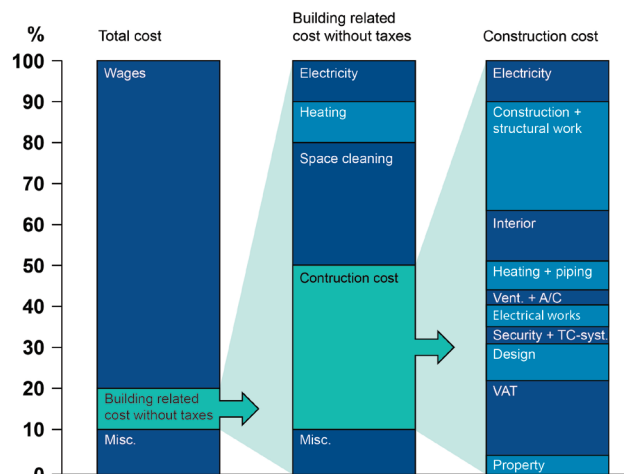 %
100
90
80
70
60
50
40
30
20
10
0
Total cost
Wages
Building related
cost without taxes
Misc.
Building related
cost without taxes
Electricity
Heating
Space cleaning
Contruction cost
Misc.
Construction cost
Electricity
Construction +
structural work
Interior
Heating + piping
Vent. + A/C
Electrical works
Security + TC-syst.
Design
VAT
Property